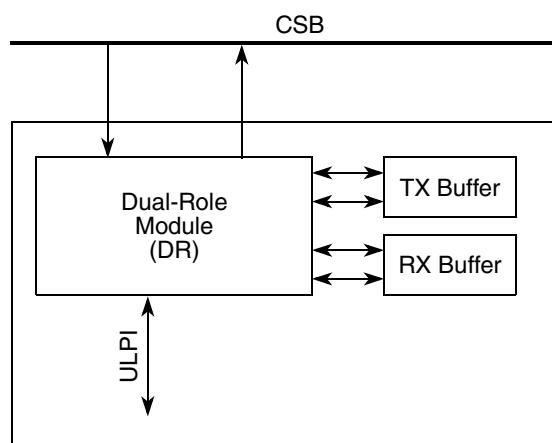 CSB
Dual-Role
Module
(DR)
TX Buffer
RX Buffer
ULPI